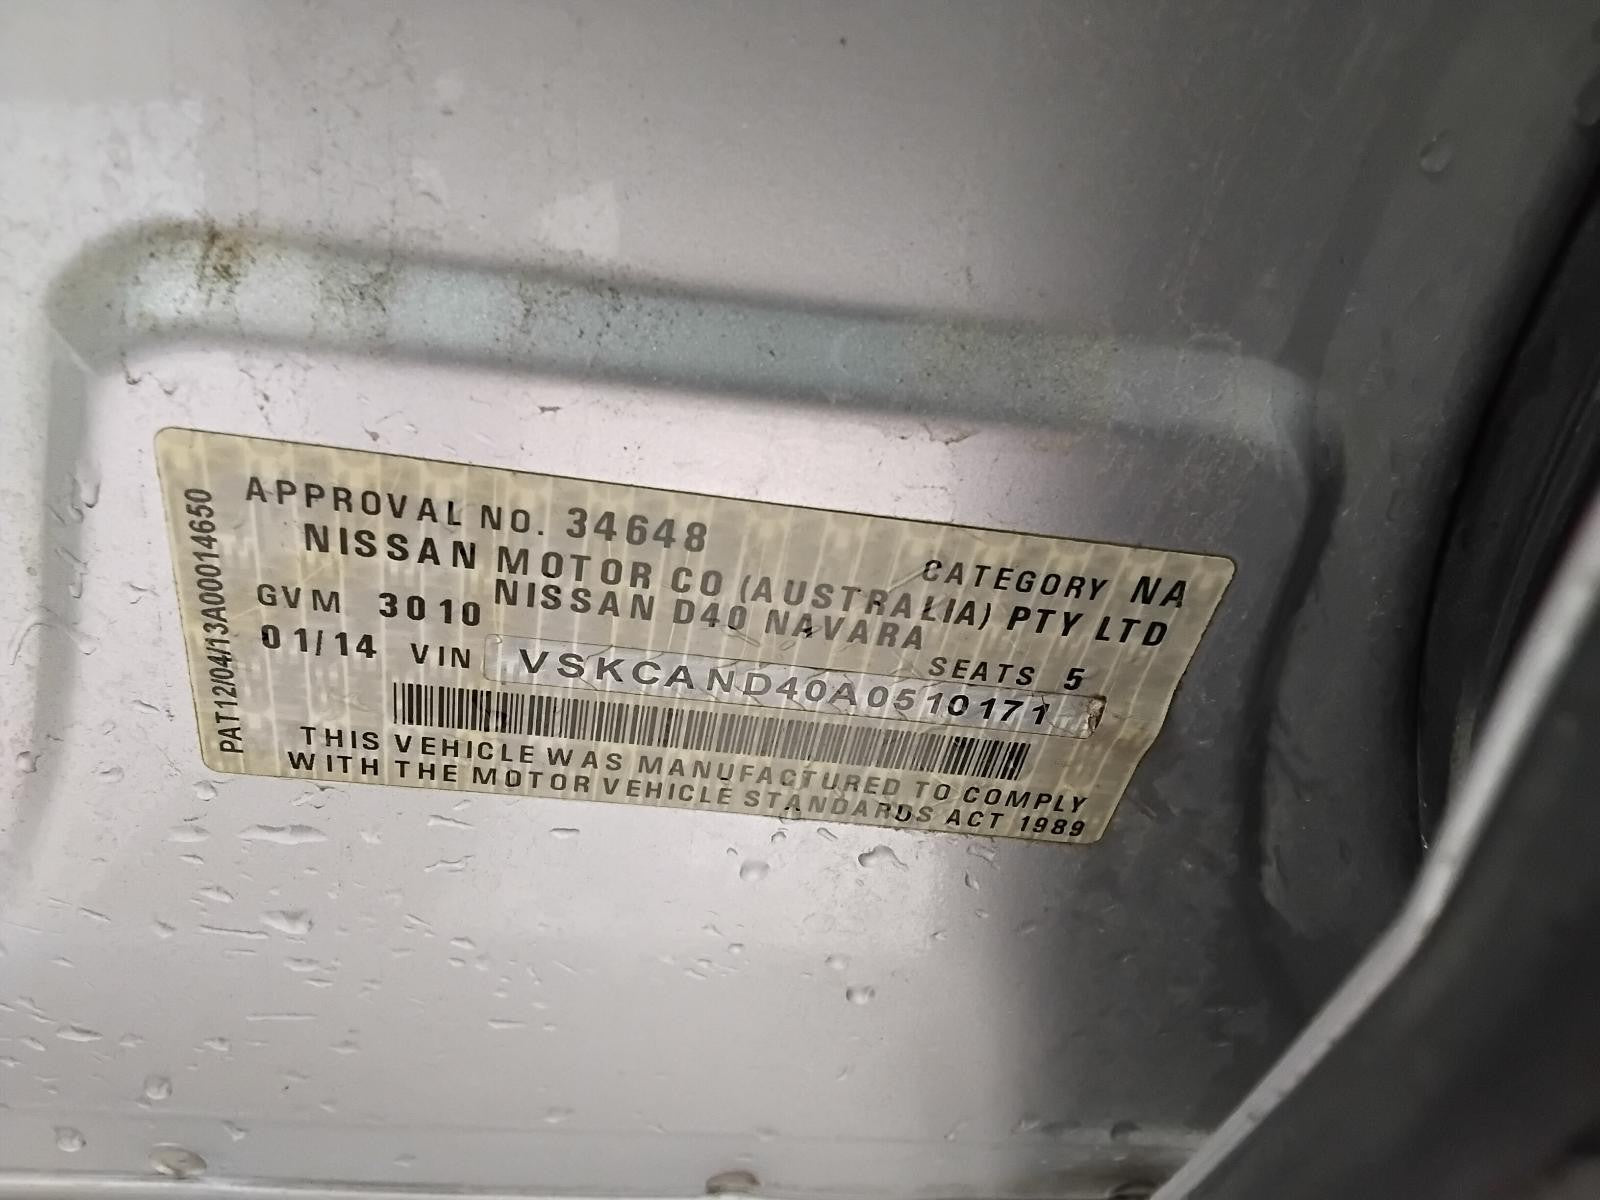 APPROVAL NO. 34648 CATEGORY NA
NISSAN MOTOR CO (AUSTRALIA) PTY LTD
NISSAN D40 NAVARA
GVM 3010 SEATS 5
01/14 VIN VSKCAND40A0510171
THIS VEHICLE WAS MANUFACTURED TO COMPLY
WITH THE MOTOR VEHICLE STANDARDS ACT 1989
PAT12/04/13A00014650